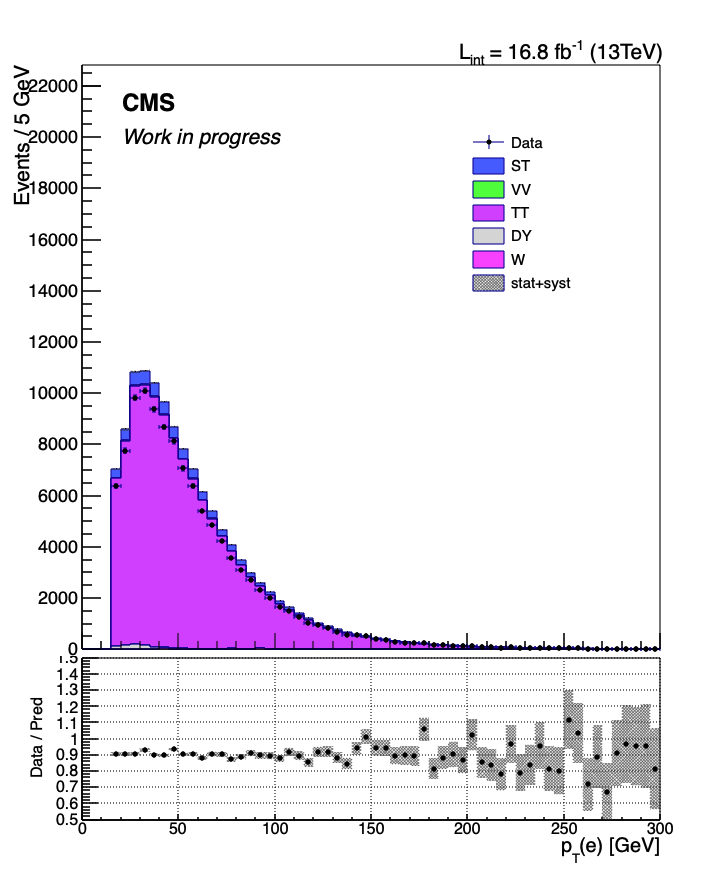 L_int = 16.8 fb⁻¹ (13TeV)
Events / 5 GeV
22000
20000
18000
16000
14000
12000
10000
8000
6000
4000
2000
0
CMS
Work in progress
Data
ST
VV
TT
DY
W
stat+syst
Data / Pred
1.5
1.4
1.3
1.2
1.1
1
0.9
0.8
0.7
0.6
0.5
0 50 100 150 200 250 300
p_T(e) [GeV]